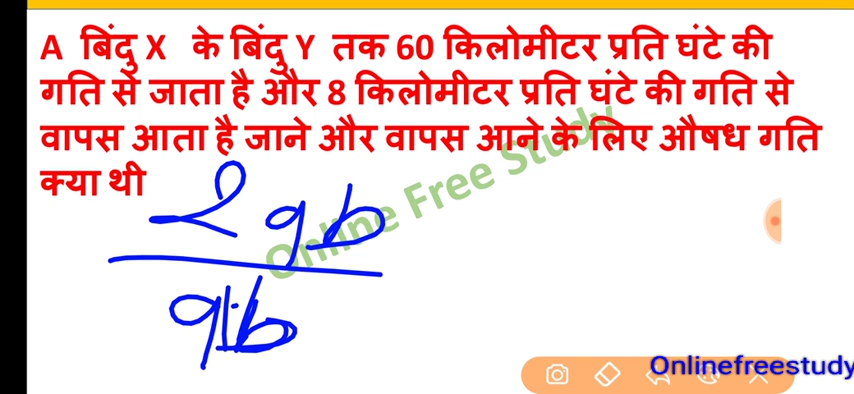 A बिंदु X के बिंदु Y तक 60 किलोमीटर प्रति घंटे की
गति से जाता है और 8 किलोमीटर प्रति घंटे की गति से
वापस आता है जाने और वापस आने के लिए औषध गति
क्या थी
Online Free Study
Onlinefreestudy